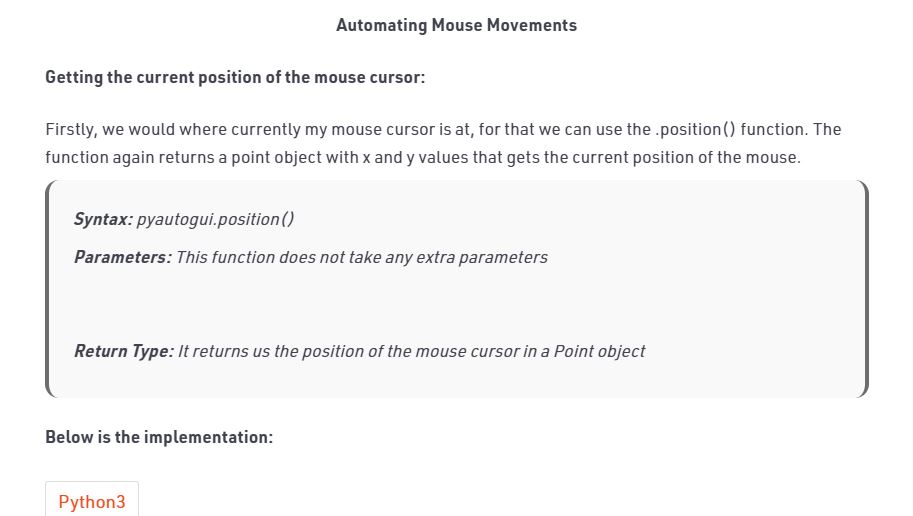 Automating Mouse Movements
Getting the current position of the mouse cursor:
Firstly, we would where currently my mouse cursor is at, for that we can use the .position() function. The
function again returns a point object with x and y values that gets the current position of the mouse.
Syntax: pyautogui.position()
Parameters: This function does not take any extra parameters
Return Type: It returns us the position of the mouse cursor in a Point object
Below is the implementation:
Python3